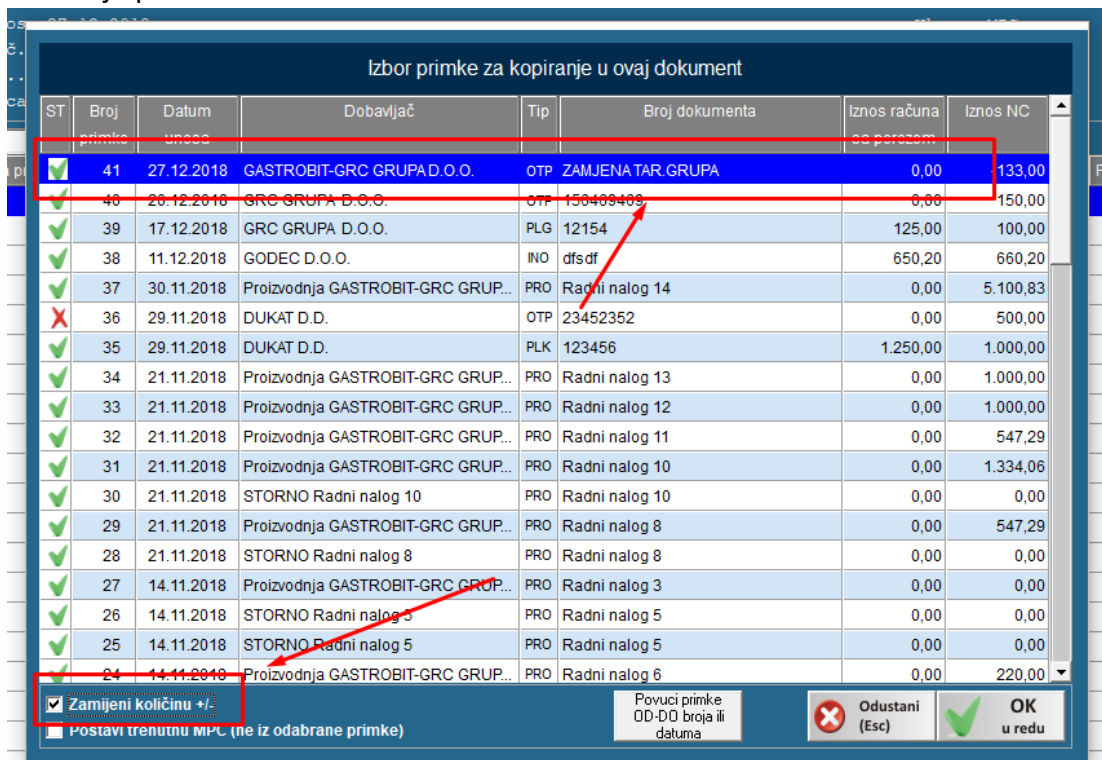 Izbor primke za kopiranje u ovaj dokument
ST Broj primke Datum unosa Dobavljač Tip Broj dokumenta Iznos računa sa porezom Iznos NC
41 27.12.2018 GASTROBIT-GRC GRUPA D.O.O. OTP ZAMJENA TAR.GRUPA 0,00 -133,00
40 20.12.2018 GRC GRUPA D.O.O. OTP 156469469 0,00 150,00
39 17.12.2018 GRC GRUPA D.O.O. PLG 12154 125,00 100,00
38 11.12.2018 GODEC D.O.O. INO dfsdf 650,20 660,20
37 30.11.2018 Proizvodnja GASTROBIT-GRC GRUP... PRO Radni nalog 14 0,00 5.100,83
36 29.11.2018 DUKAT D.D. OTP 23452352 0,00 500,00
35 29.11.2018 DUKAT D.D. PLK 123456 1.250,00 1.000,00
34 21.11.2018 Proizvodnja GASTROBIT-GRC GRUP... PRO Radni nalog 13 0,00 1.000,00
33 21.11.2018 Proizvodnja GASTROBIT-GRC GRUP... PRO Radni nalog 12 0,00 1.000,00
32 21.11.2018 Proizvodnja GASTROBIT-GRC GRUP... PRO Radni nalog 11 0,00 547,29
31 21.11.2018 Proizvodnja GASTROBIT-GRC GRUP... PRO Radni nalog 10 0,00 1.334,06
30 21.11.2018 STORNO Radni nalog 10 PRO Radni nalog 10 0,00 0,00
29 21.11.2018 Proizvodnja GASTROBIT-GRC GRUP... PRO Radni nalog 8 0,00 547,29
28 21.11.2018 STORNO Radni nalog 8 PRO Radni nalog 8 0,00 0,00
27 14.11.2018 Proizvodnja GASTROBIT-GRC GRUP... PRO Radni nalog 3 0,00 0,00
26 14.11.2018 STORNO Radni nalog 5 PRO Radni nalog 5 0,00 0,00
25 14.11.2018 STORNO Radni nalog 5 PRO Radni nalog 5 0,00 0,00
24 14.11.2018 Proizvodnja GASTROBIT-GRC GRUP... PRO Radni nalog 6 0,00 220,00
Zamijeni količinu +/-
Postavi trenutnu MPC (ne iz odabrane primke)
Povuci primke
OD-DO broja ili
datuma
Odustani
(Esc)
OK
u redu